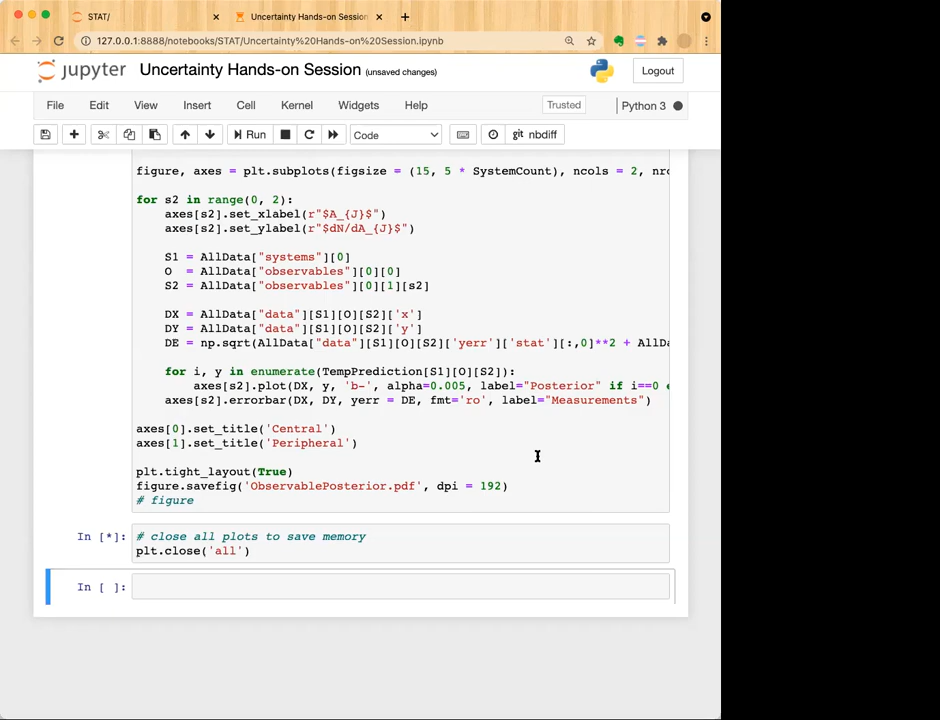 STAT/
Uncertainty Hands-on Session
127.0.0.1:8888/notebooks/STAT/Uncertainty%20Hands-on%20Session.ipynb
jupyter Uncertainty Hands-on Session (unsaved changes) Logout
File Edit View Insert Cell Kernel Widgets Help Trusted Python 3
Run Code git nbdiff
figure, axes = plt.subplots(figsize = (15, 5 * SystemCount), ncols = 2, nro
for s2 in range(0, 2):
axes[s2].set_xlabel(r"$A_{J}$")
axes[s2].set_ylabel(r"$dN/dA_{J}$")
S1 = AllData["systems"][0]
O = AllData["observables"][0][0]
S2 = AllData["observables"][0][1][s2]
DX = AllData["data"][S1][O][S2]['x']
DY = AllData["data"][S1][O][S2]['y']
DE = np.sqrt(AllData["data"][S1][O][S2]['yerr']['stat'][:,0]**2 + AllDa
for i, y in enumerate(TempPrediction[S1][O][S2]):
axes[s2].plot(DX, y, 'b-', alpha=0.005, label="Posterior" if i==0 e
axes[s2].errorbar(DX, DY, yerr = DE, fmt='ro', label="Measurements")
axes[0].set_title('Central')
axes[1].set_title('Peripheral')
plt.tight_layout(True)
figure.savefig('ObservablePosterior.pdf', dpi = 192)
# figure
In [*]: # close all plots to save memory
plt.close('all')
In [ ]: